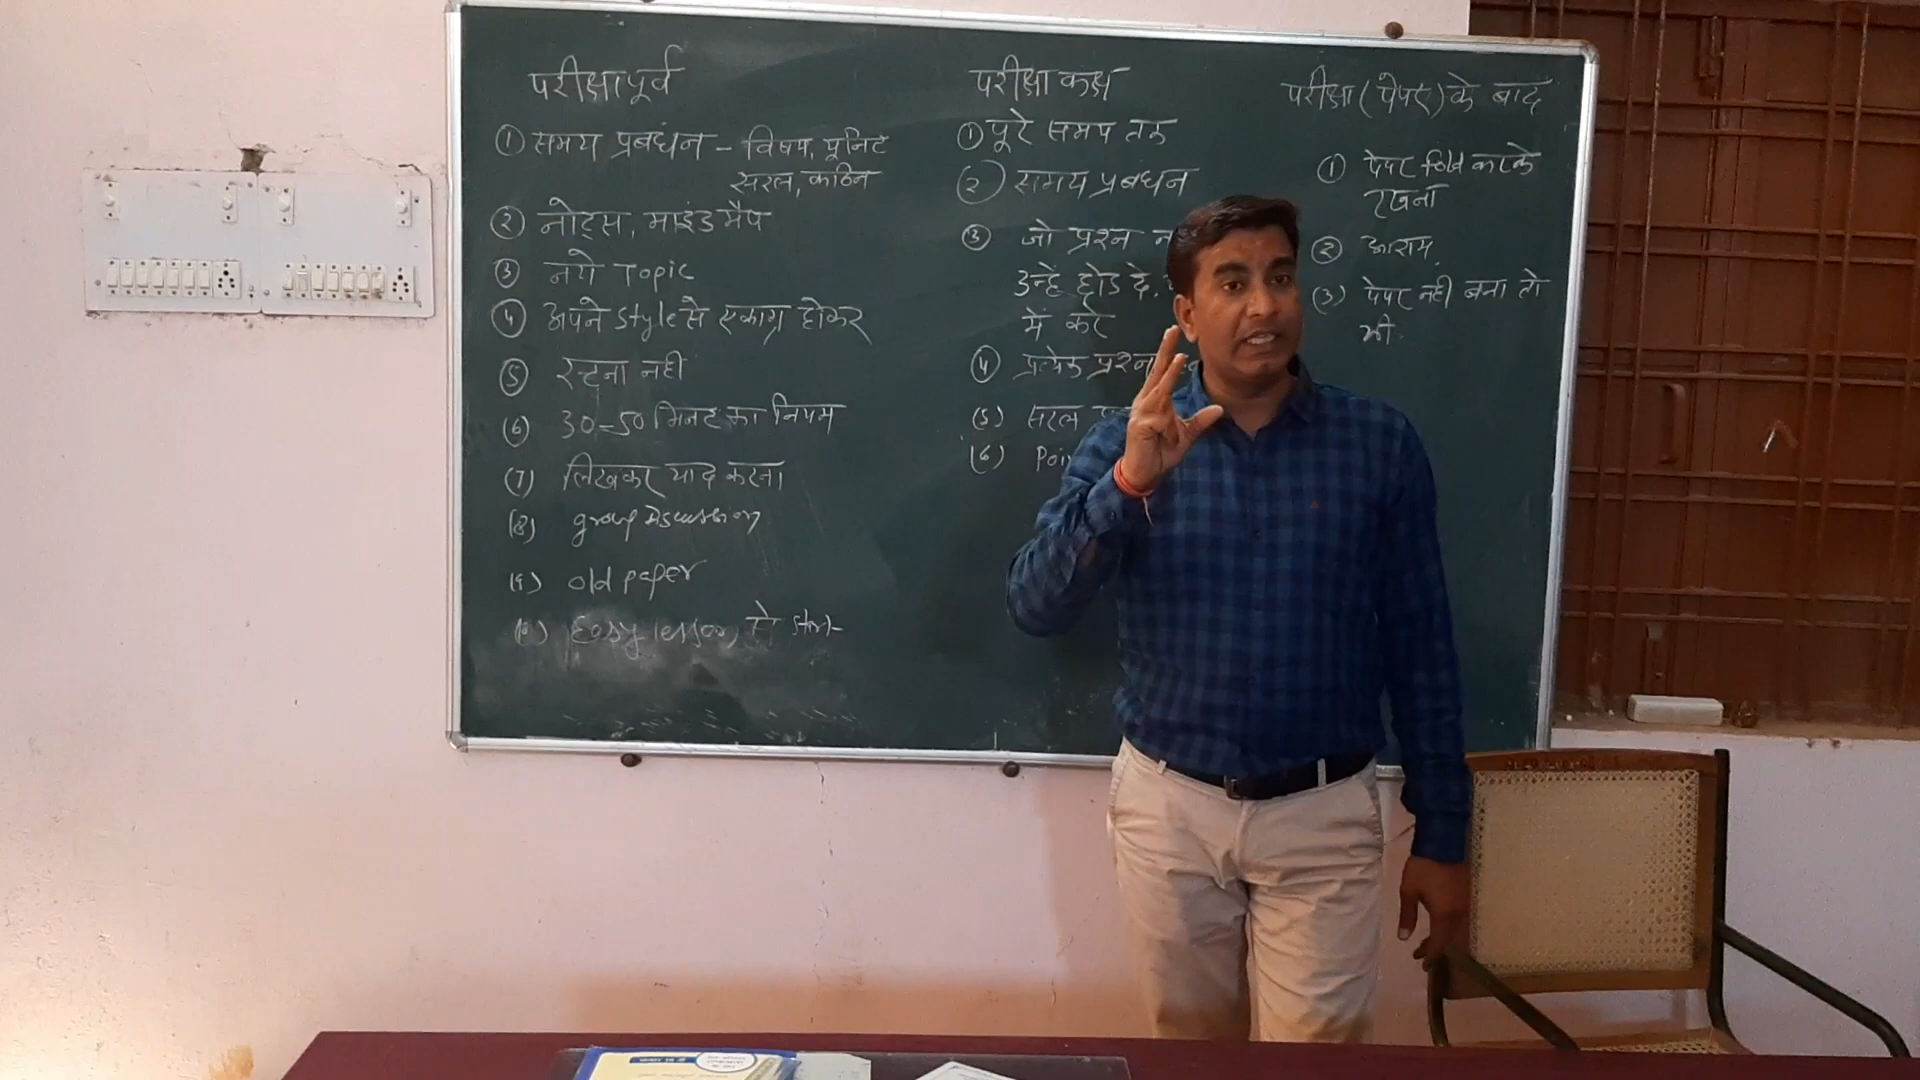 परीक्षा पूर्व
① समय प्रबंधन - विषय, यूनिट
सरल, कठिन
② नोट्स, माइंड मैप
③ नये Topic
④ अपने style से एकाग्र होकर
⑤ रटना नहीं
(6) 30-50 मिनट का नियम
(7) लिखकर याद करना
(8) group discussion
(9) old paper
(10) Easy lesson से start
परीक्षा कक्ष
① पूरे समय तक
(2) समय प्रबंधन
③ जो प्रश्न
उन्हें छोड़ दे.
में करे
④ प्रत्येक प्रश्न
(5) सरल
(6) Poi
परीक्षा (पेपर) के बाद
① पेपर fold करके
रखना
② आराम
(3) पेपर नहीं बना तो
भी